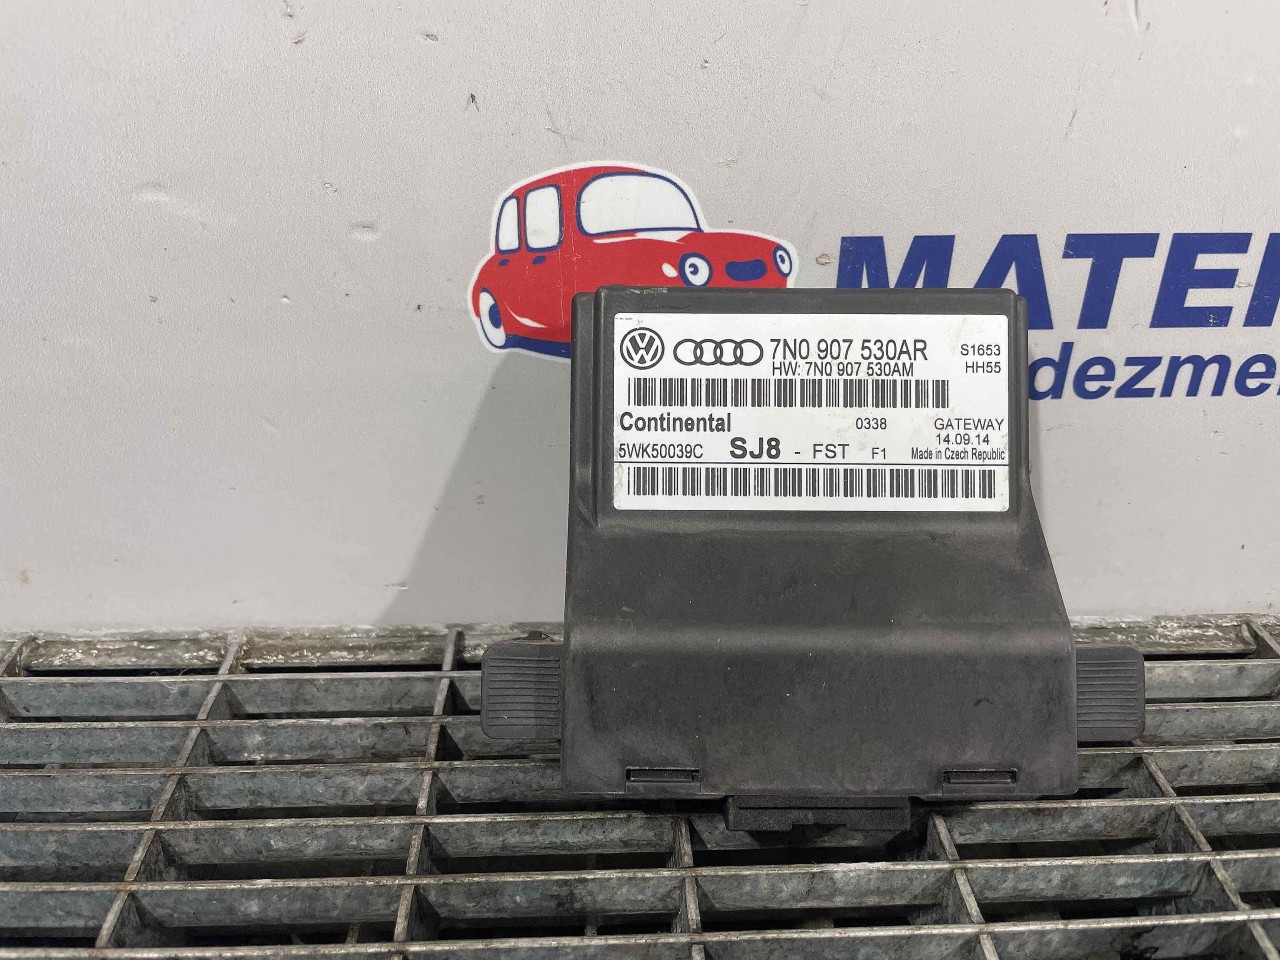 MATE
dezme
7N0 907 530AR
S1653
HW: 7N0 907 530AM
HH55
Continental
0338
GATEWAY
14.09.14
5WK50039C
SJ8 - FST F1
Made in Czech Republic